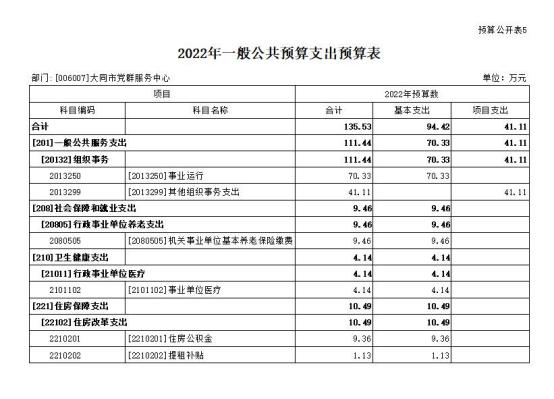 预算公开表5
2022年一般公共预算支出预算表
部门:[006007]大同市党群服务中心 单位：万元
项目 2022年预算数
科目编码 科目名称 合计 基本支出 项目支出
合计 135.53 94.42 41.11
[201]一般公共服务支出 111.44 70.33 41.11
[20132]组织事务 111.44 70.33 41.11
2013250 [2013250]事业运行 70.33 70.33
2013299 [2013299]其他组织事务支出 41.11 41.11
[208]社会保障和就业支出 9.46 9.46
[20805]行政事业单位养老支出 9.46 9.46
2080505 [2080505]机关事业单位基本养老保险缴费 9.46 9.46
[210]卫生健康支出 4.14 4.14
[21011]行政事业单位医疗 4.14 4.14
2101102 [2101102]事业单位医疗 4.14 4.14
[221]住房保障支出 10.49 10.49
[22102]住房改革支出 10.49 10.49
2210201 [2210201]住房公积金 9.36 9.36
2210202 [2210202]提租补贴 1.13 1.13